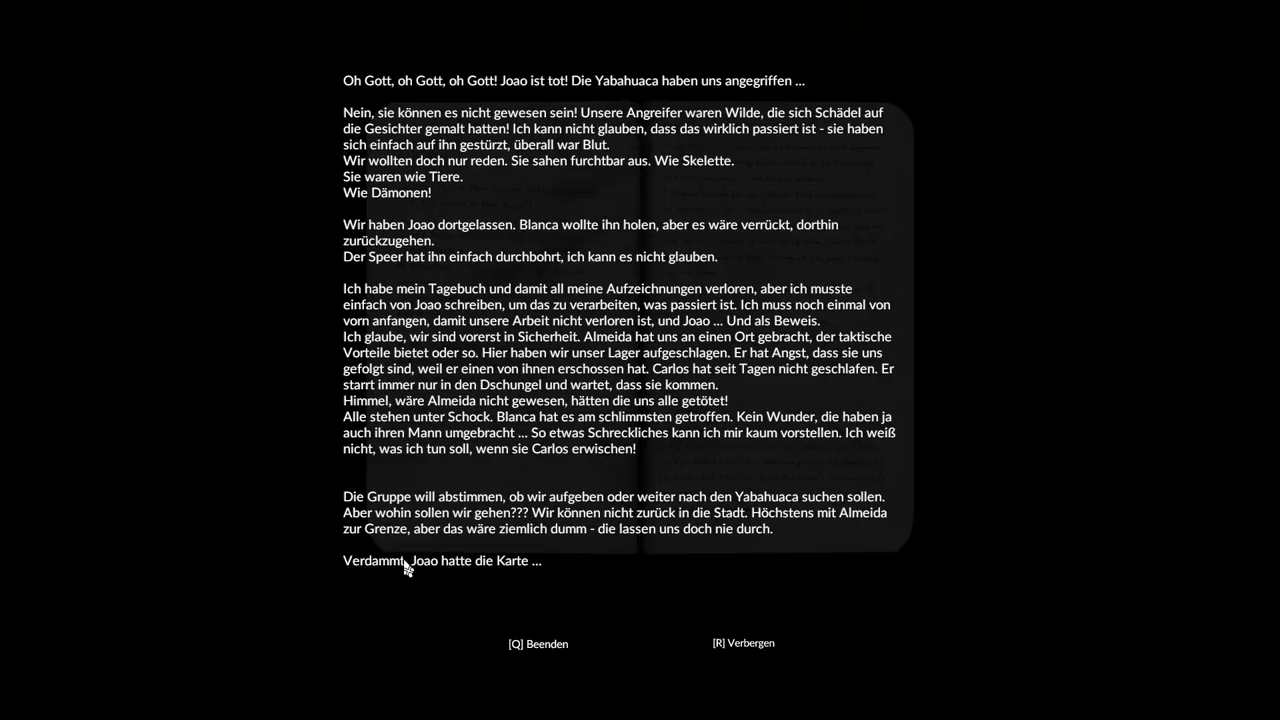 Oh Gott, oh Gott, oh Gott! Joao ist tot! Die Yabahuaca haben uns angegriffen ...
Nein, sie können es nicht gewesen sein! Unsere Angreifer waren Wilde, die sich Schädel auf
die Gesichter gemalt hatten! Ich kann nicht glauben, dass das wirklich passiert ist - sie haben
sich einfach auf ihn gestürzt, überall war Blut.
Wir wollten doch nur reden. Sie sahen furchtbar aus. Wie Skelette.
Sie waren wie Tiere.
Wie Dämonen!
Wir haben Joao dortgelassen. Blanca wollte ihn holen, aber es wäre verrückt, dorthin
zurückzugehen.
Der Speer hat ihn einfach durchbohrt, ich kann es nicht glauben.
Ich habe mein Tagebuch und damit all meine Aufzeichnungen verloren, aber ich musste
einfach von Joao schreiben, um das zu verarbeiten, was passiert ist. Ich muss noch einmal von
vorn anfangen, damit unsere Arbeit nicht verloren ist, und Joao ... Und als Beweis.
Ich glaube, wir sind vorerst in Sicherheit. Almeida hat uns an einen Ort gebracht, der taktische
Vorteile bietet oder so. Hier haben wir unser Lager aufgeschlagen. Er hat Angst, dass sie uns
gefolgt sind, weil er einen von ihnen erschossen hat. Carlos hat seit Tagen nicht geschlafen. Er
starrt immer nur in den Dschungel und wartet, dass sie kommen.
Himmel, wäre Almeida nicht gewesen, hätten die uns alle getötet!
Alle stehen unter Schock. Blanca hat es am schlimmsten getroffen. Kein Wunder, die haben ja
auch ihren Mann umgebracht ... So etwas Schreckliches kann ich mir kaum vorstellen. Ich weiß
nicht, was ich tun soll, wenn sie Carlos erwischen!
Die Gruppe will abstimmen, ob wir aufgeben oder weiter nach den Yabahuaca suchen sollen.
Aber wohin sollen wir gehen??? Wir können nicht zurück in die Stadt. Höchstens mit Almeida
zur Grenze, aber das wäre ziemlich dumm - die lassen uns doch nie durch.
Verdammt, Joao hatte die Karte ...
[Q] Beenden
[R] Verbergen